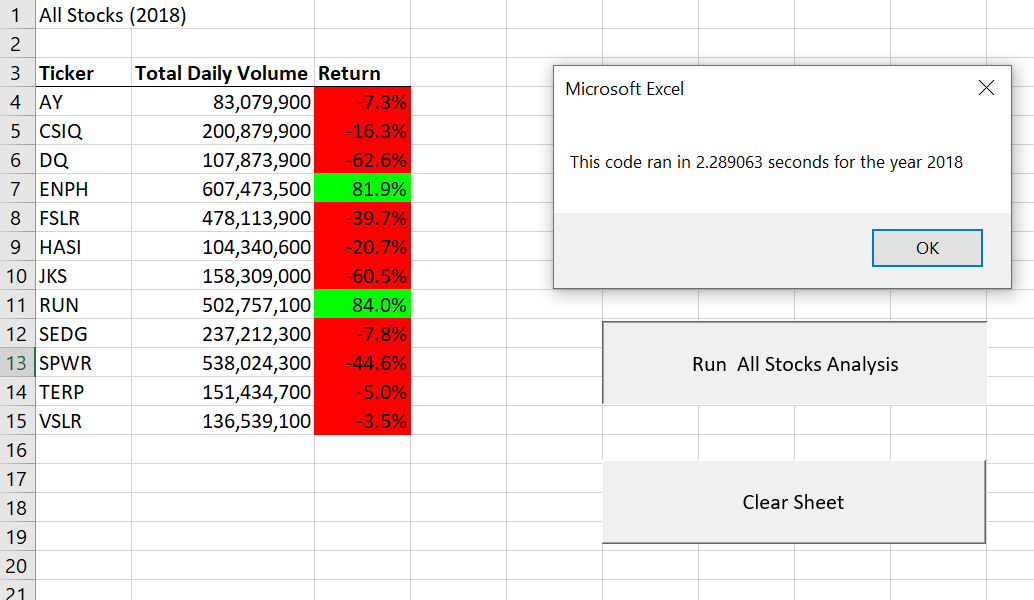 1 All Stocks (2018)
2
3 Ticker Total Daily Volume Return
4 AY 83,079,900 -7.3%
5 CSIQ 200,879,900 -16.3%
6 DQ 107,873,900 -62.6%
7 ENPH 607,473,500 81.9%
8 FSLR 478,113,900 -39.7%
9 HASI 104,340,600 -20.7%
10 JKS 158,309,000 -60.5%
11 RUN 502,757,100 84.0%
12 SEDG 237,212,300 -7.8%
13 SPWR 538,024,300 -44.6%
14 TERP 151,434,700 -5.0%
15 VSLR 136,539,100 -3.5%
16
17
18
19
20
21
Microsoft Excel
This code ran in 2.289063 seconds for the year 2018
OK
Run  All Stocks Analysis
Clear Sheet